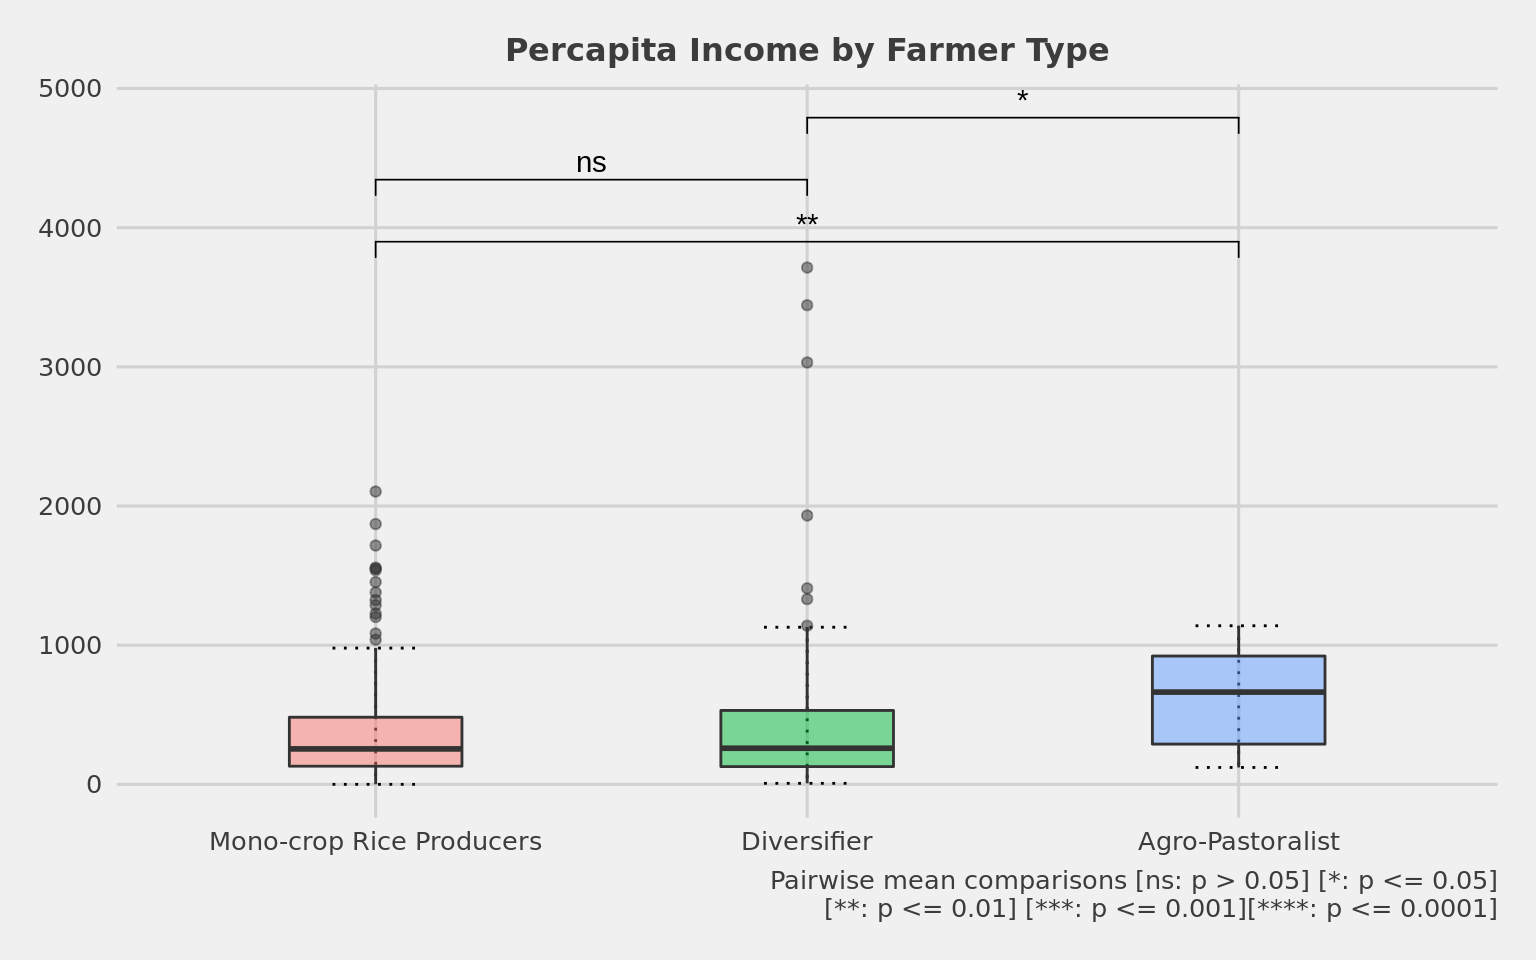 Percapita Income by Farmer Type
5000
*
ns
4000
**
3000
2000
1000
0
Mono-crop Rice Producers
Diversifier
Agro-Pastoralist
Pairwise mean comparisons [ns: p > 0.05] [*: p <= 0.05]
[**: p <= 0.01] [***: p <= 0.001][****: p <= 0.0001]